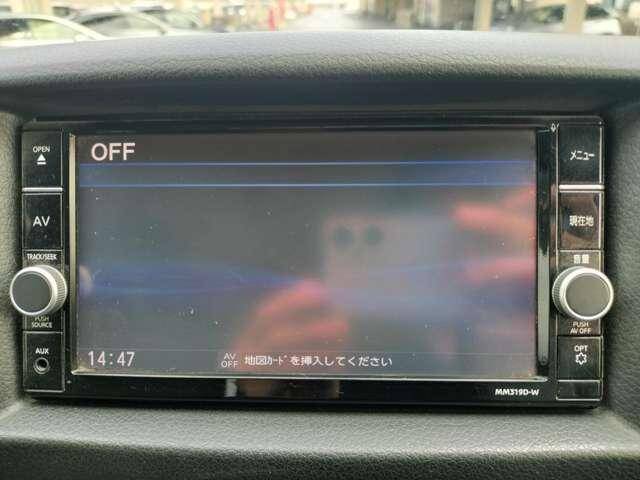 OPEN
AV
TRACK/SEEK
PUSH
SOURCE
AUX
OFF
14:47
AV
OFF
地図ｶｰﾄﾞを挿入してください
メニュー
現在地
音量
PUSH
AV OFF
OPT
MM319D-W